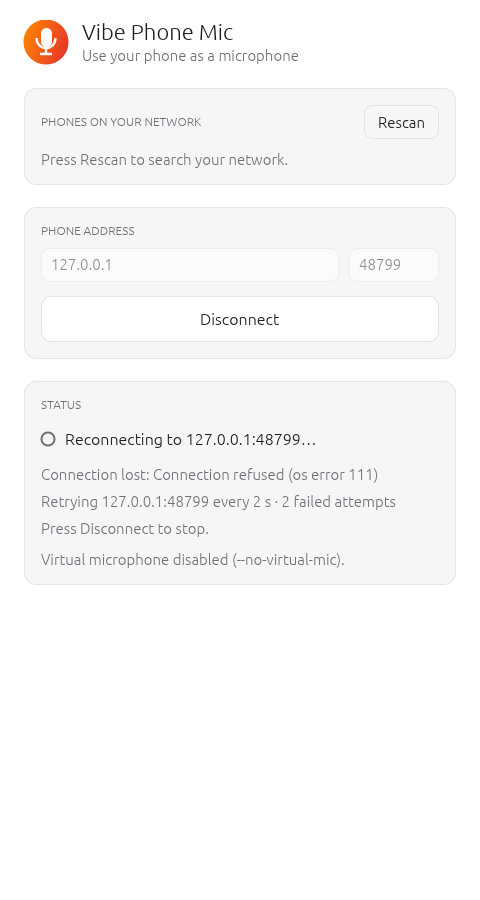 Vibe Phone Mic
Use your phone as a microphone
PHONES ON YOUR NETWORK
Rescan
Press Rescan to search your network.
PHONE ADDRESS
127.0.0.1
48799
Disconnect
STATUS
Reconnecting to 127.0.0.1:48799...
Connection lost: Connection refused (os error 111)
Retrying 127.0.0.1:48799 every 2 s · 2 failed attempts
Press Disconnect to stop.
Virtual microphone disabled (--no-virtual-mic).